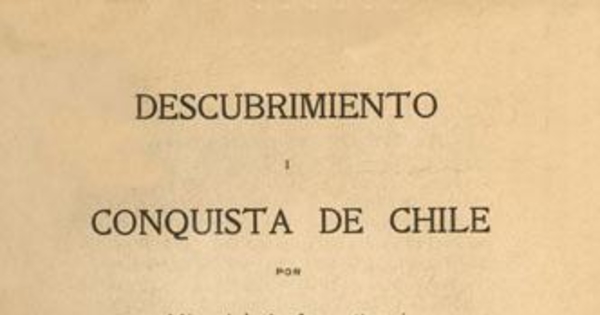 DESCUBRIMIENTO
I
CONQUISTA DE CHILE
POR